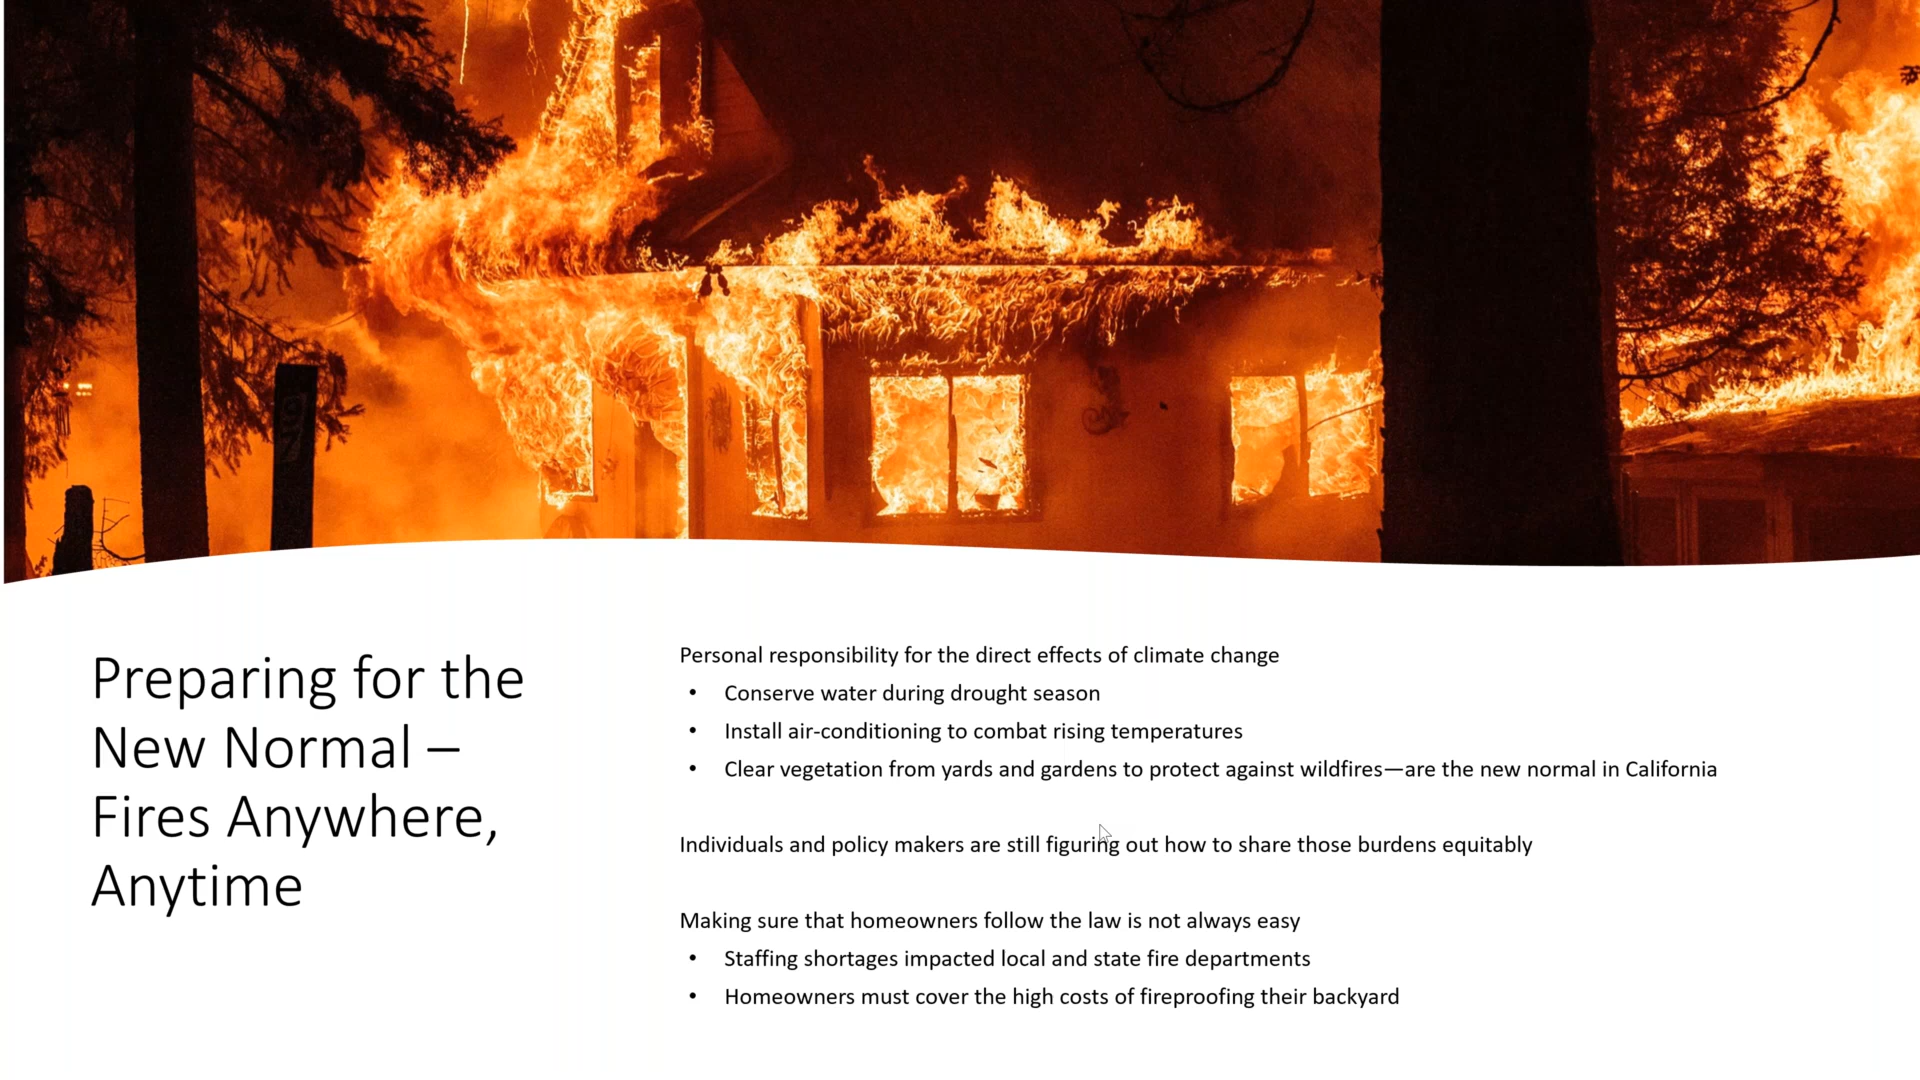 Preparing for the
New Normal –
Fires Anywhere,
Anytime
Personal responsibility for the direct effects of climate change
• Conserve water during drought season
• Install air-conditioning to combat rising temperatures
• Clear vegetation from yards and gardens to protect against wildfires—are the new normal in California
Individuals and policy makers are still figuring out how to share those burdens equitably
Making sure that homeowners follow the law is not always easy
• Staffing shortages impacted local and state fire departments
• Homeowners must cover the high costs of fireproofing their backyard